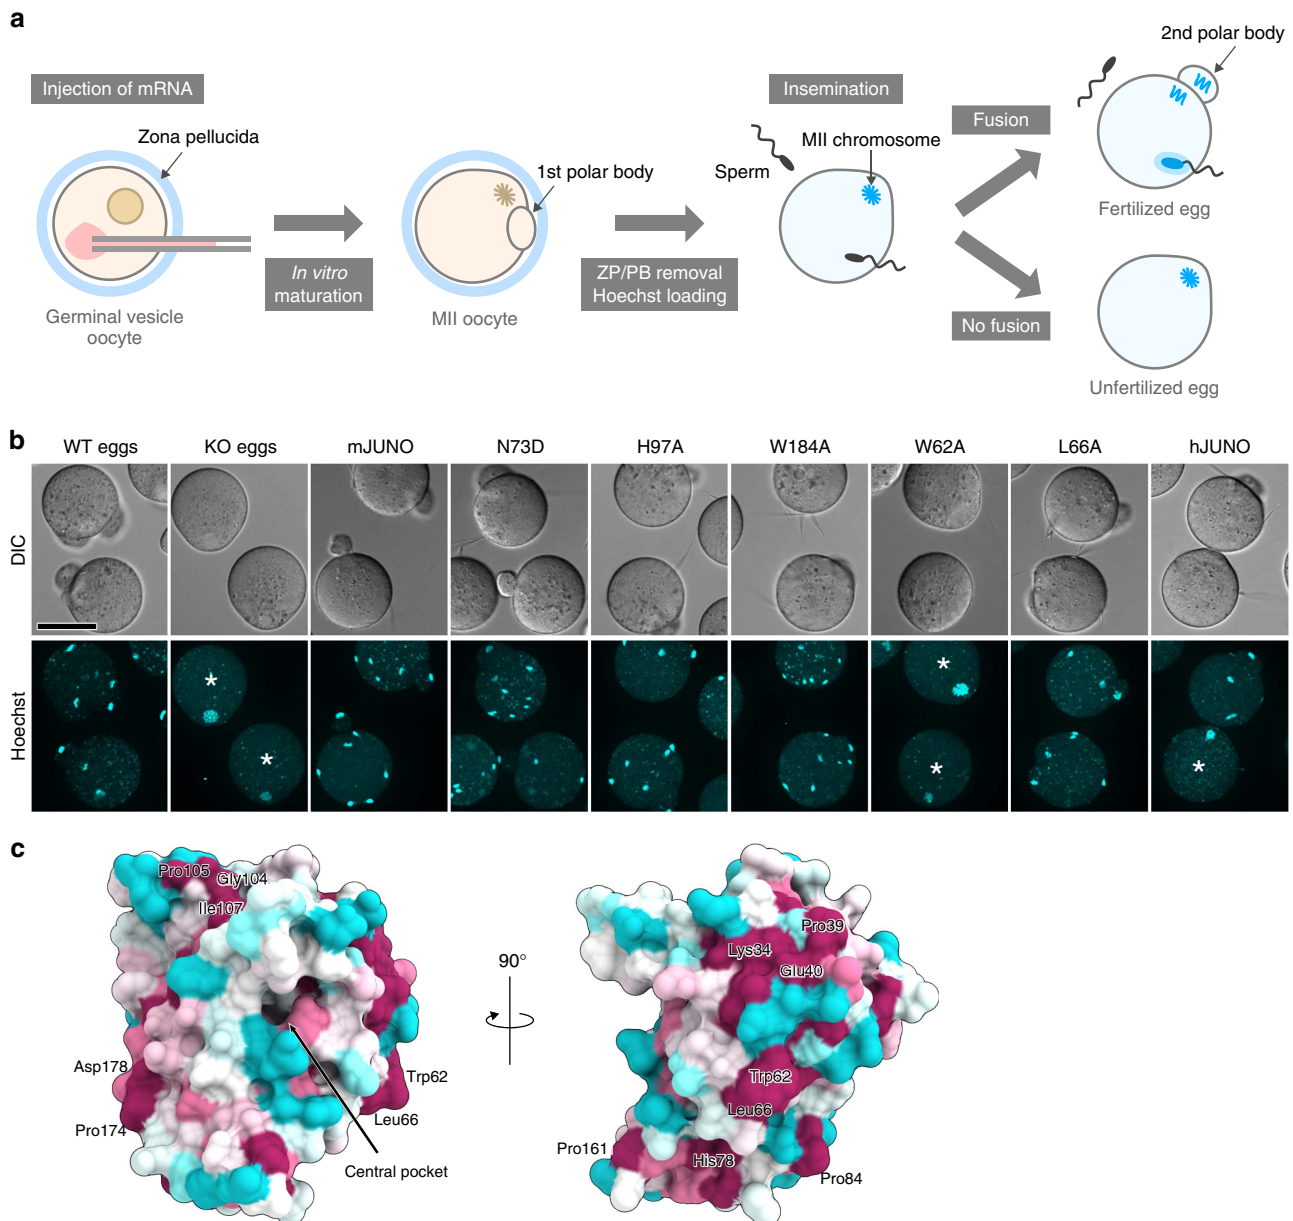 a
Injection of mRNA
Zona pellucida
Germinal vesicle
oocyte
In vitro
maturation
1st polar body
MII oocyte
ZP/PB removal
Hoechst loading
Insemination
MII chromosome
Sperm
Fusion
No fusion
2nd polar body
Fertilized egg
Unfertilized egg
b
WT eggs KO eggs mJUNO N73D H97A W184A W62A L66A hJUNO
DIC
Hoechst
* * * * *
c
Pro105
Gly104
Ile107
Asp178
Pro174
Trp62
Leu66
Central pocket
90°
Pro39
Lys34
Glu40
Trp62
Leu66
Pro161
His78
Pro84